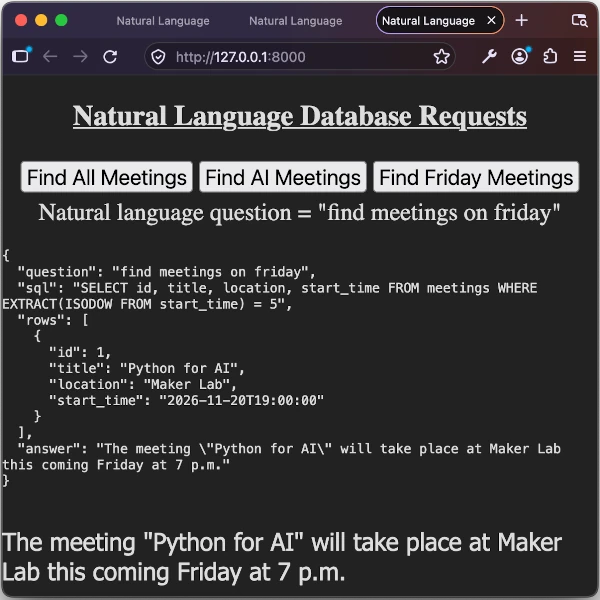 Natural Language
Natural Language
Natural Language
http://127.0.0.1:8000
Natural Language Database Requests
Find All Meetings
Find AI Meetings
Find Friday Meetings
Natural language question = "find meetings on friday"
{
  "question": "find meetings on friday",
  "sql": "SELECT id, title, location, start_time FROM meetings WHERE
EXTRACT(ISODOW FROM start_time) = 5",
  "rows": [
    {
      "id": 1,
      "title": "Python for AI",
      "location": "Maker Lab",
      "start_time": "2026-11-20T19:00:00"
    }
  ],
  "answer": "The meeting \"Python for AI\" will take place at Maker Lab
this coming Friday at 7 p.m."
}
The meeting "Python for AI" will take place at Maker
Lab this coming Friday at 7 p.m.